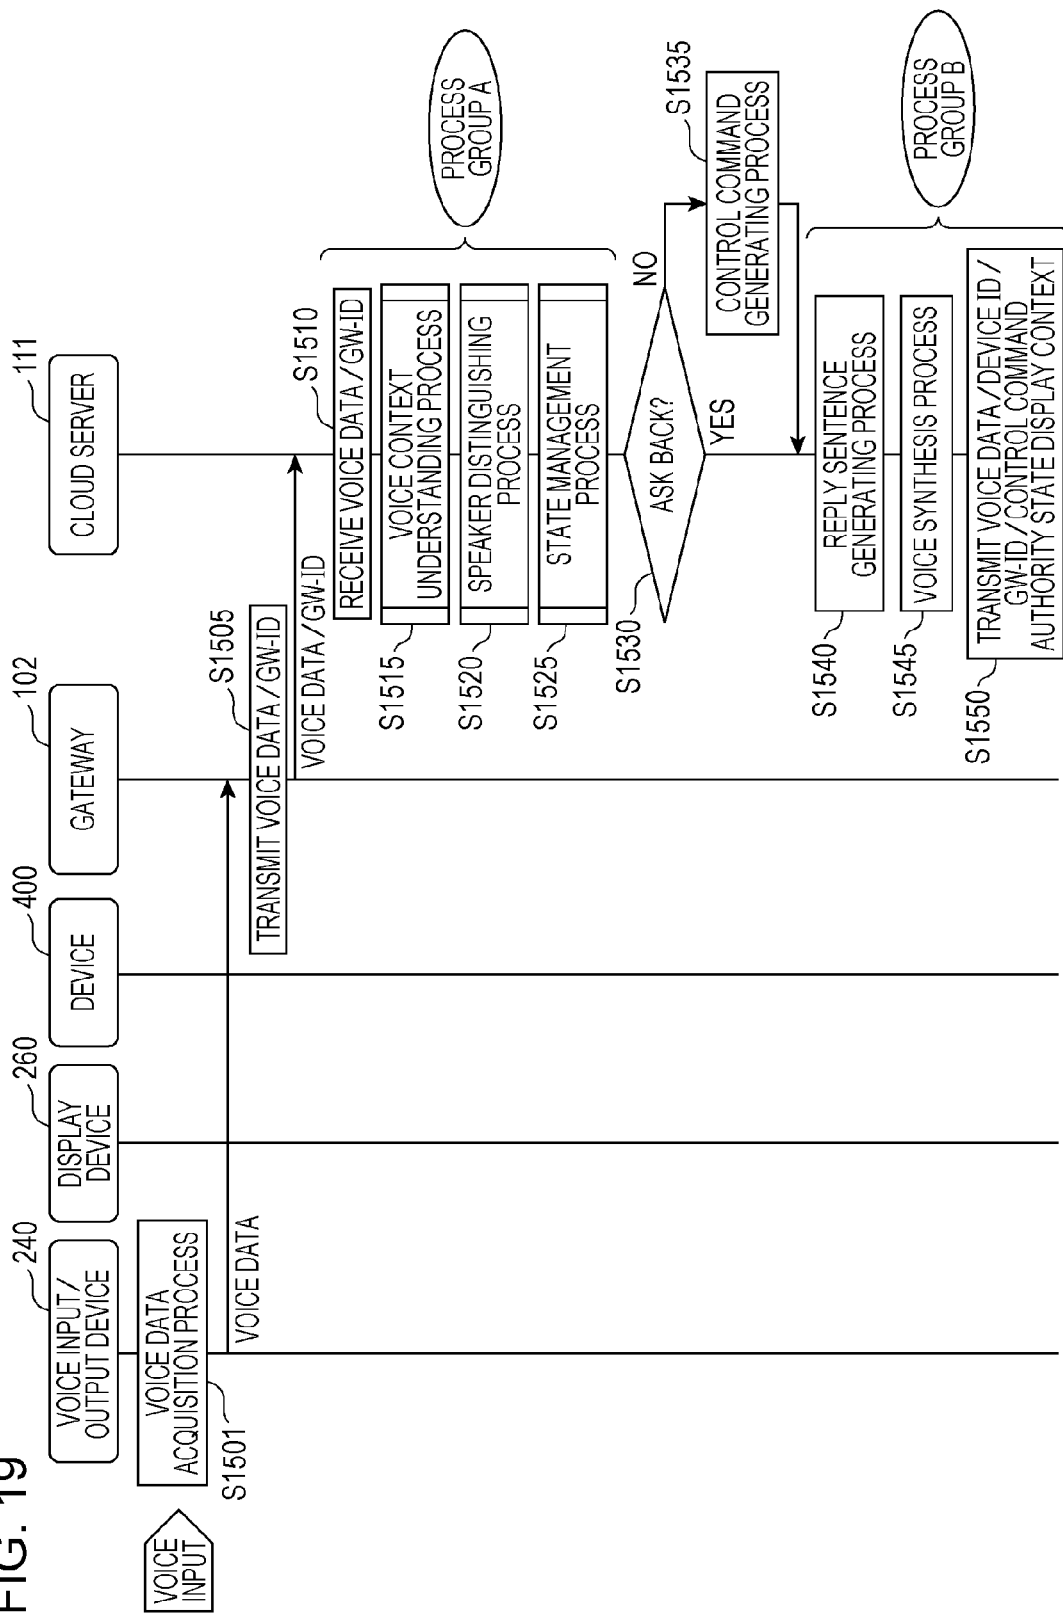 FIG. 19
240
260
400
102
111
VOICE INPUT/
OUTPUT DEVICE
DISPLAY
DEVICE
DEVICE
GATEWAY
CLOUD SERVER
VOICE
INPUT
VOICE DATA
ACQUISITION PROCESS
S1501
VOICE DATA
S1505
TRANSMIT VOICE DATA/GW-ID
VOICE DATA/GW-ID
S1510
RECEIVE VOICE DATA/GW-ID
S1515
VOICE CONTEXT
UNDERSTANDING PROCESS
S1520
SPEAKER DISTINGUISHING
PROCESS
S1525
STATE MANAGEMENT
PROCESS
PROCESS
GROUP A
S1530
ASK BACK?
NO
YES
S1535
CONTROL COMMAND
GENERATING PROCESS
S1540
REPLY SENTENCE
GENERATING PROCESS
S1545
VOICE SYNTHESIS PROCESS
S1550
TRANSMIT VOICE DATA/DEVICE ID/
GW-ID/CONTROL COMMAND
AUTHORITY STATE DISPLAY CONTEXT
PROCESS
GROUP B